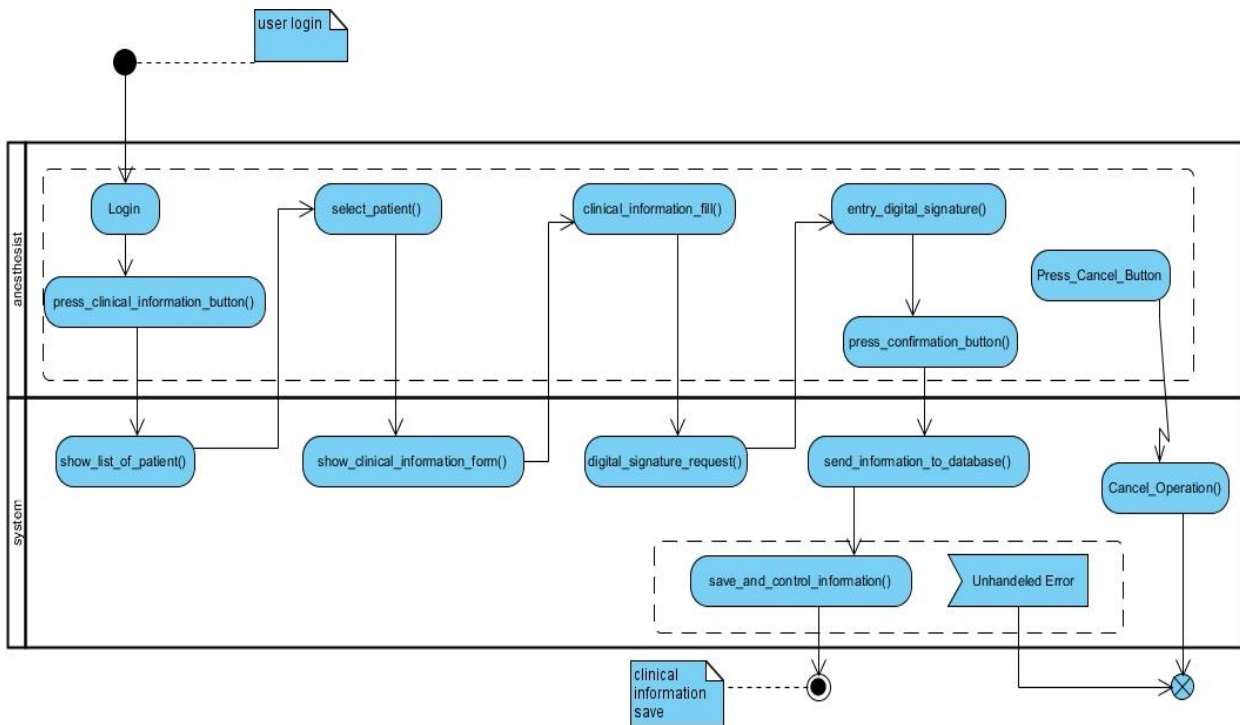 user login
anesthesist
Login
select_patient()
clinical_information_fill()
entry_digital_signature()
press_clinical_information_button()
Press_Cancel_Button
press_confirmation_button()
system
show_list_of_patient()
show_clinical_information_form()
digital_signature_request()
send_information_to_database()
Cancel_Operation()
save_and_control_information()
Unhandeled Error
clinical
information
save